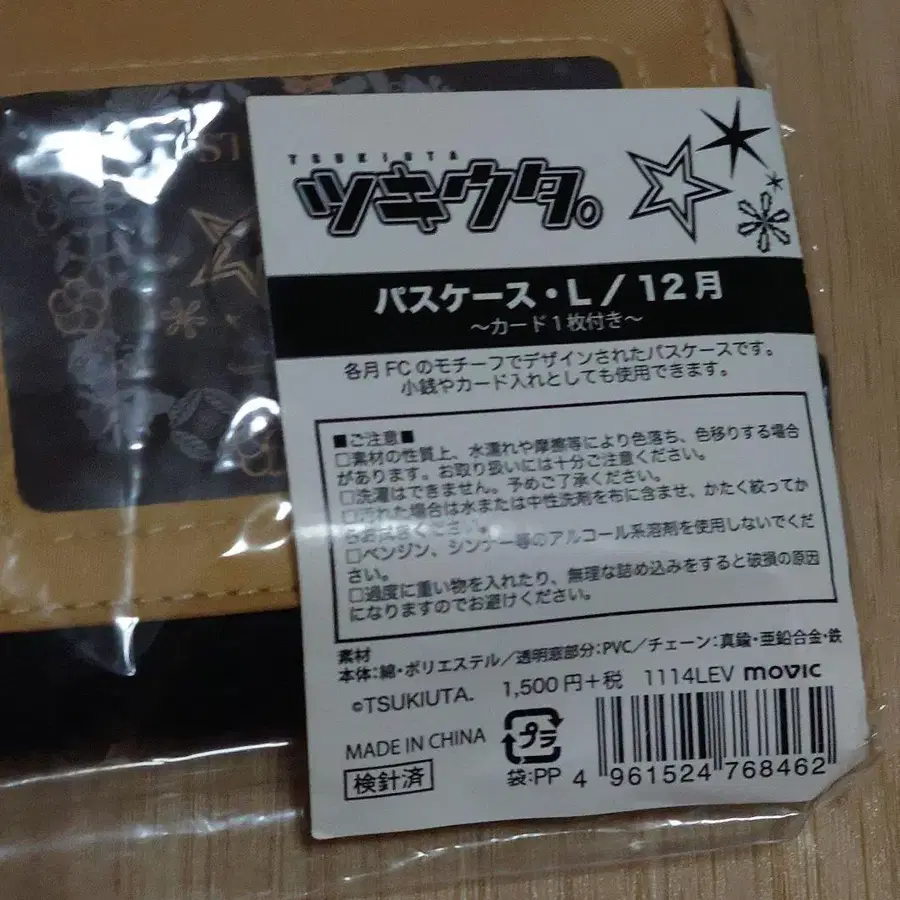 ST
TSUKIUTA
ツキウタ。
パスケース・L / 12月
〜カード1枚付き〜
各月FCのモチーフでデザインされたパスケースです。
小銭やカード入れとしても使用できます。
■ご注意■
□素材の性質上、水濡れや摩擦等により色落ち、色移りする場合
があります。お取り扱いには十分ご注意ください。
□洗濯はできません。予めご了承ください。
□汚れた場合は水または中性洗剤を布に含ませ、かたく絞ってか
らお拭きください。
□ベンジン、シンナー等のアルコール系溶剤を使用しないでくだ
さい。
□過度に重い物を入れたり、無理な詰め込みをすると破損の原因
になりますのでお避けください。
素材
本体:綿・ポリエステル/透明窓部分:PVC/チェーン:真鍮・亜鉛合金・鉄
©TSUKIUTA. 1,500円+税 1114LEV movic
MADE IN CHINA
検針済
プラ
袋:PP
4 961524 768462